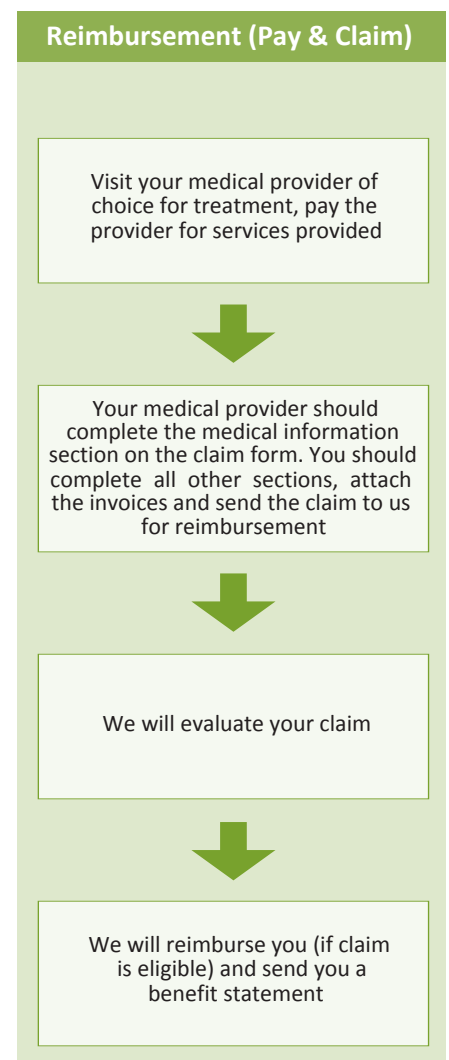 Reimbursement (Pay & Claim)
Visit your medical provider of
choice for treatment, pay the
provider for services provided
Your medical provider should
complete the medical information
section on the claim form. You should
complete all other sections, attach
the invoices and send the claim to us
for reimbursement
We will evaluate your claim
We will reimburse you (if claim
is eligible) and send you a
benefit statement